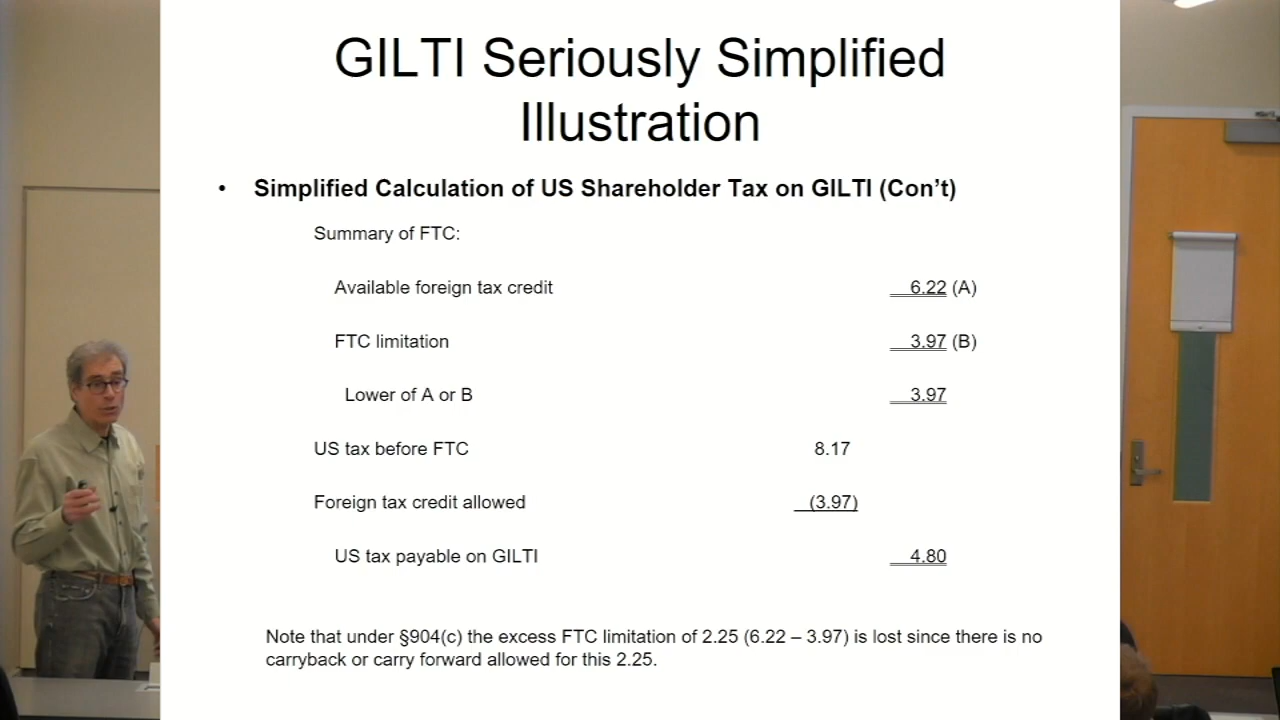 GILTI Seriously Simplified
Illustration
• Simplified Calculation of US Shareholder Tax on GILTI (Con't)
Summary of FTC:
Available foreign tax credit 6.22 (A)
FTC limitation 3.97 (B)
Lower of A or B 3.97
US tax before FTC 8.17
Foreign tax credit allowed (3.97)
US tax payable on GILTI 4.80
Note that under §904(c) the excess FTC limitation of 2.25 (6.22 – 3.97) is lost since there is no
carryback or carry forward allowed for this 2.25.